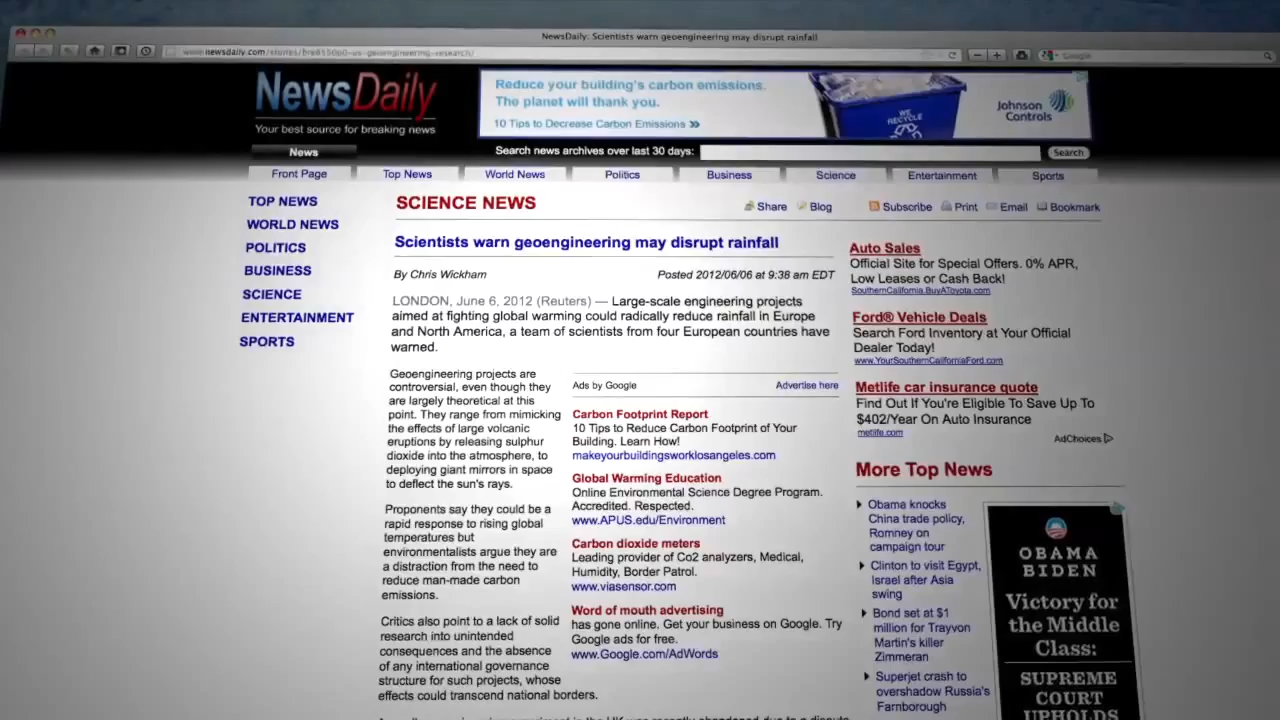 NewsDaily: Scientists warn geoengineering may disrupt rainfall
Google
NewsDaily
Your best source for breaking news
Reduce your building's carbon emissions.
The planet will thank you.
10 Tips to Decrease Carbon Emissions »
WE RECYCLE
Johnson Controls
News
Search news archives over last 30 days:
Search
Front Page
Top News
World News
Politics
Business
Science
Entertainment
Sports
TOP NEWS
WORLD NEWS
POLITICS
BUSINESS
SCIENCE
ENTERTAINMENT
SPORTS
SCIENCE NEWS
Share
Blog
Subscribe
Print
Email
Bookmark
Scientists warn geoengineering may disrupt rainfall
By Chris Wickham
Posted 2012/06/06 at 9:38 am EDT
LONDON, June 6, 2012 (Reuters) — Large-scale engineering projects
aimed at fighting global warming could radically reduce rainfall in Europe
and North America, a team of scientists from four European countries have
warned.
Geoengineering projects are
controversial, even though they
are largely theoretical at this
point. They range from mimicking
the effects of large volcanic
eruptions by releasing sulphur
dioxide into the atmosphere, to
deploying giant mirrors in space
to deflect the sun's rays.
Proponents say they could be a
rapid response to rising global
temperatures but
environmentalists argue they are
a distraction from the need to
reduce man-made carbon
emissions.
Critics also point to a lack of solid
research into unintended
consequences and the absence
of any international governance
structure for such projects, whose
effects could transcend national borders.
Ads by Google
Advertise here
Carbon Footprint Report
10 Tips to Reduce Carbon Footprint of Your
Building. Learn How!
makeyourbuildingsworklosangeles.com
Global Warming Education
Online Environmental Science Degree Program.
Accredited. Respected.
www.APUS.edu/Environment
Carbon dioxide meters
Leading provider of Co2 analyzers, Medical,
Humidity, Border Patrol.
www.viasensor.com
Word of mouth advertising
has gone online. Get your business on Google. Try
Google ads for free.
www.Google.com/AdWords
Auto Sales
Official Site for Special Offers. 0% APR,
Low Leases or Cash Back!
SouthernCalifornia.BuyAToyota.com
Ford® Vehicle Deals
Search Ford Inventory at Your Official
Dealer Today!
www.YourSouthernCaliforniaFord.com
Metlife car insurance quote
Find Out If You're Eligible To Save Up To
$402/Year On Auto Insurance
metlife.com
AdChoices
More Top News
Obama knocks
China trade policy,
Romney on
campaign tour
Clinton to visit Egypt,
Israel after Asia
swing
Bond set at $1
million for Trayvon
Martin's killer
Zimmeran
Superjet crash to
overshadow Russia's
Farnborough
OBAMA
BIDEN
Victory for
the Middle
Class:
SUPREME
COURT
UPHOLDS